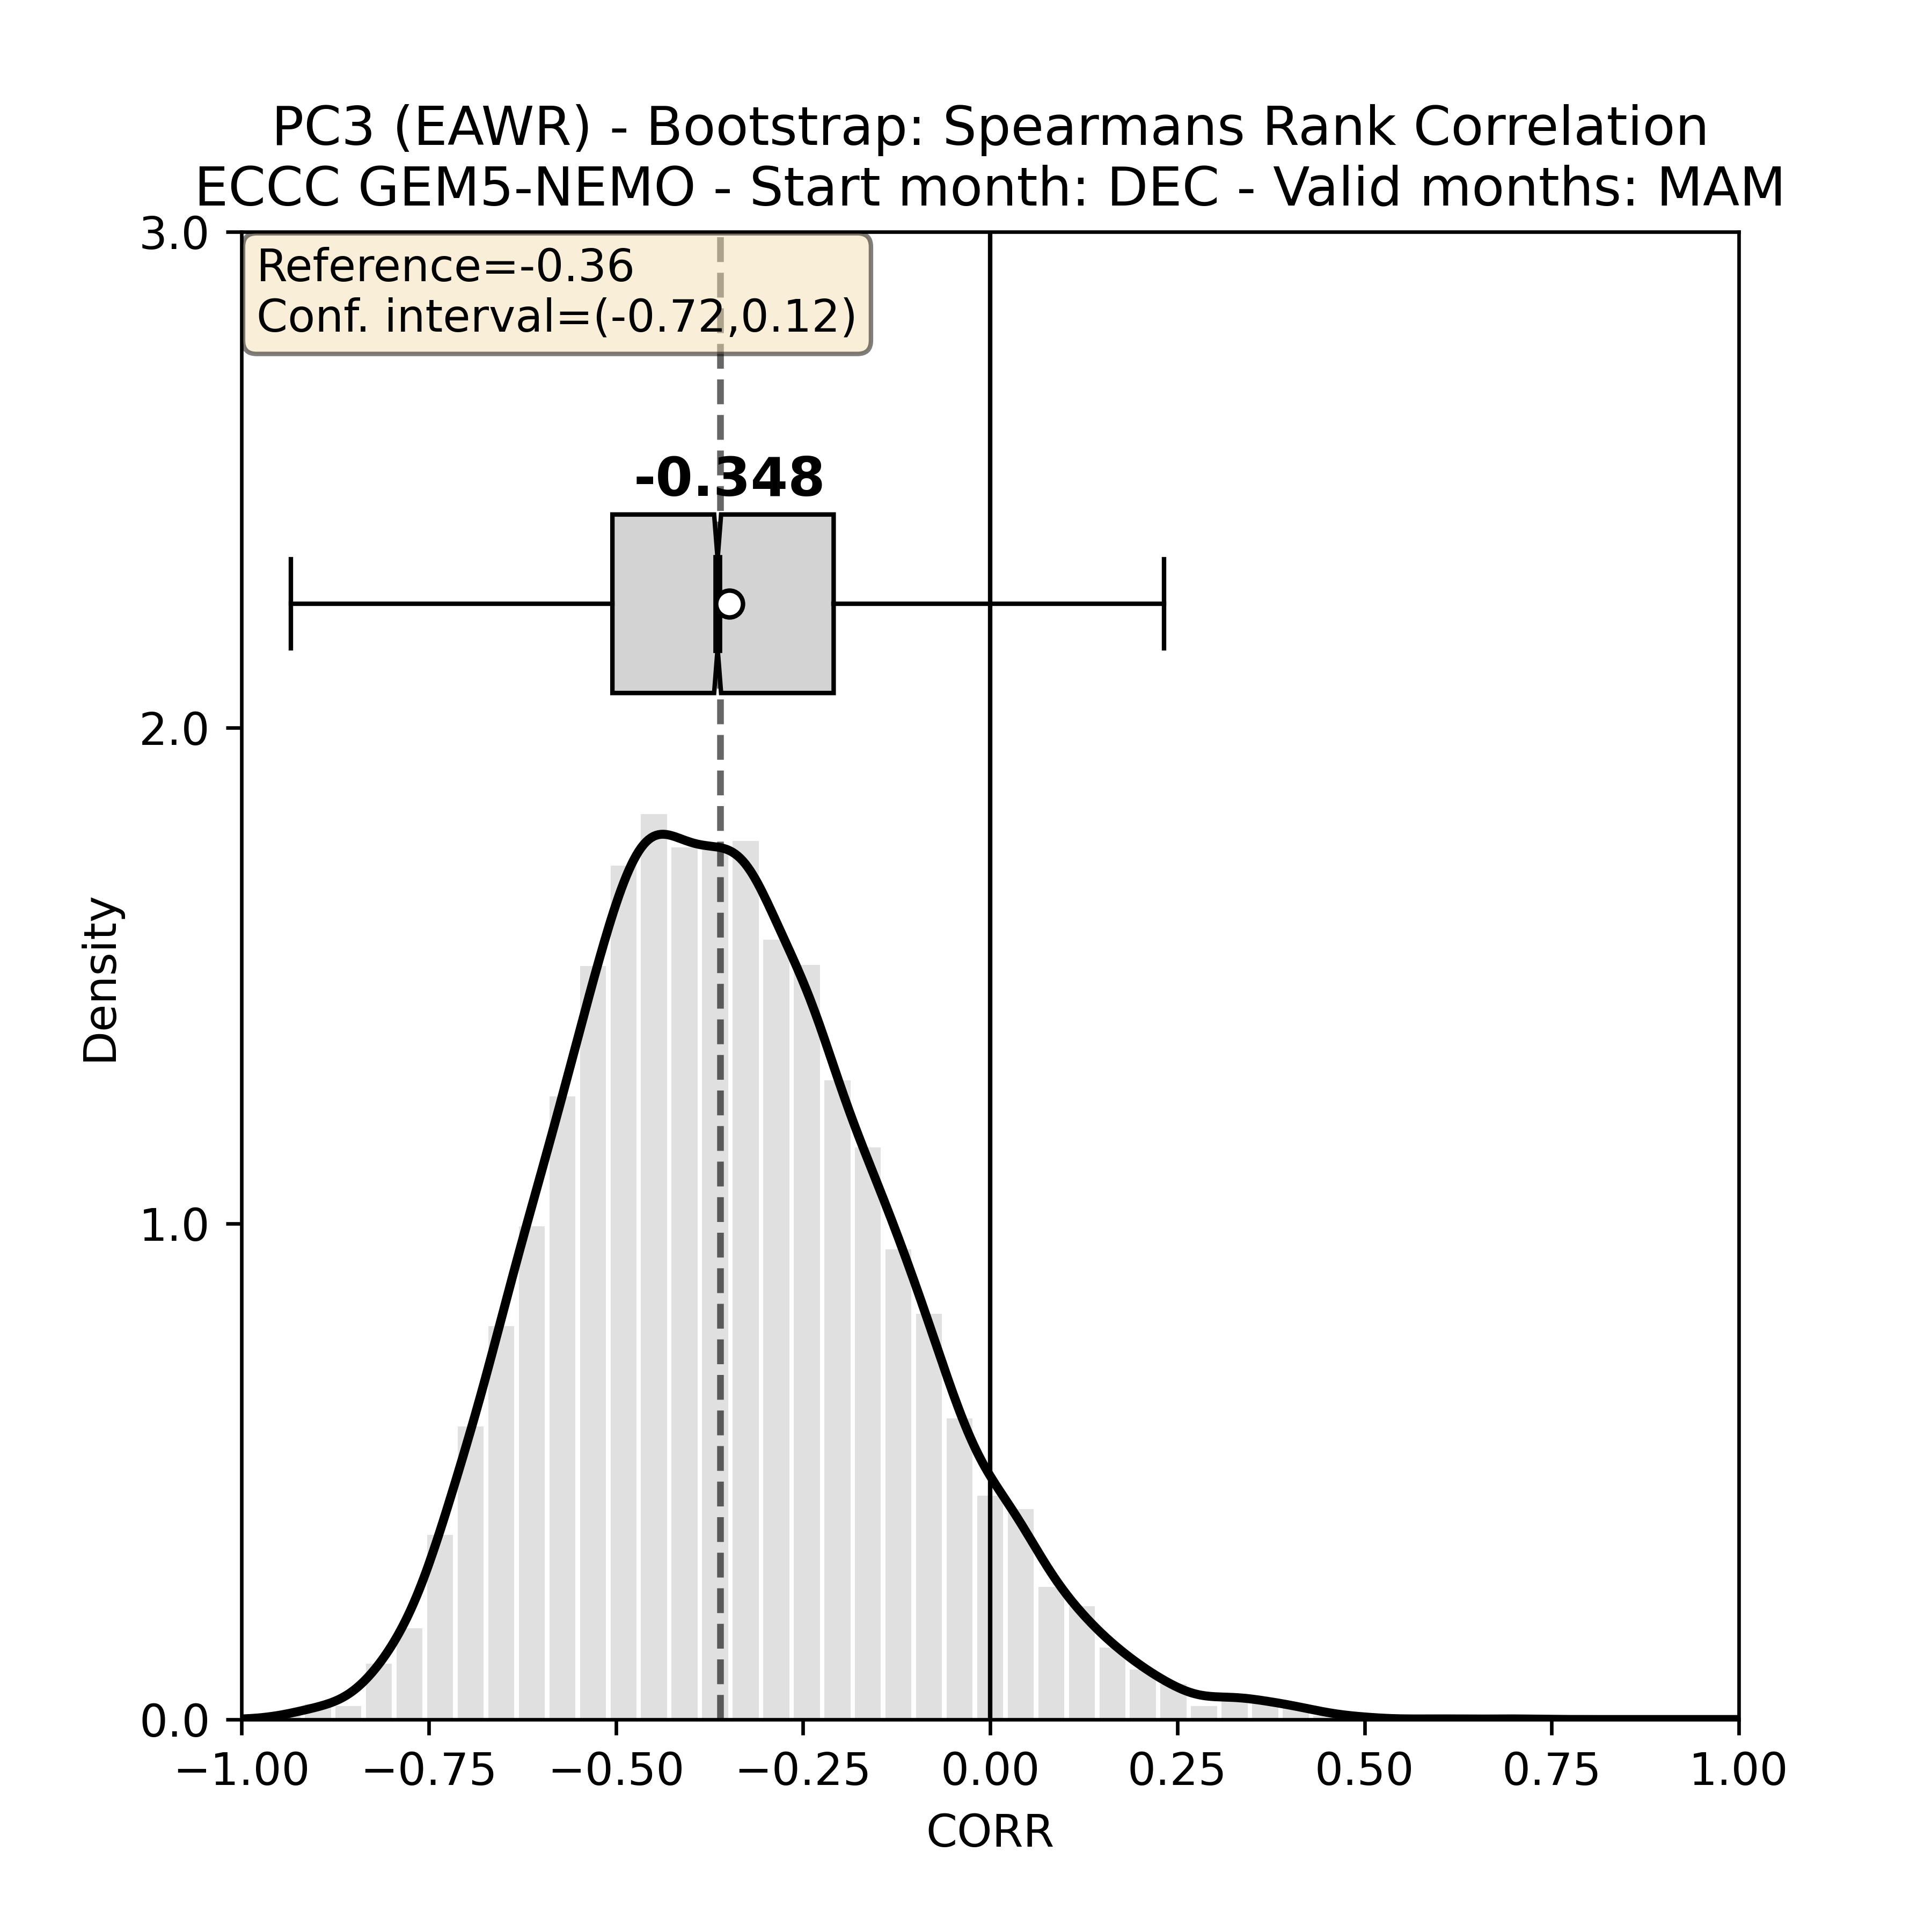 PC3 (EAWR) - Bootstrap: Spearmans Rank Correlation
ECCC GEM5-NEMO - Start month: DEC - Valid months: MAM
Reference=-0.36
Conf. interval=(-0.72,0.12)
-0.348
3.0
2.0
1.0
0.0
Density
−1.00 −0.75 −0.50 −0.25 0.00 0.25 0.50 0.75 1.00
CORR